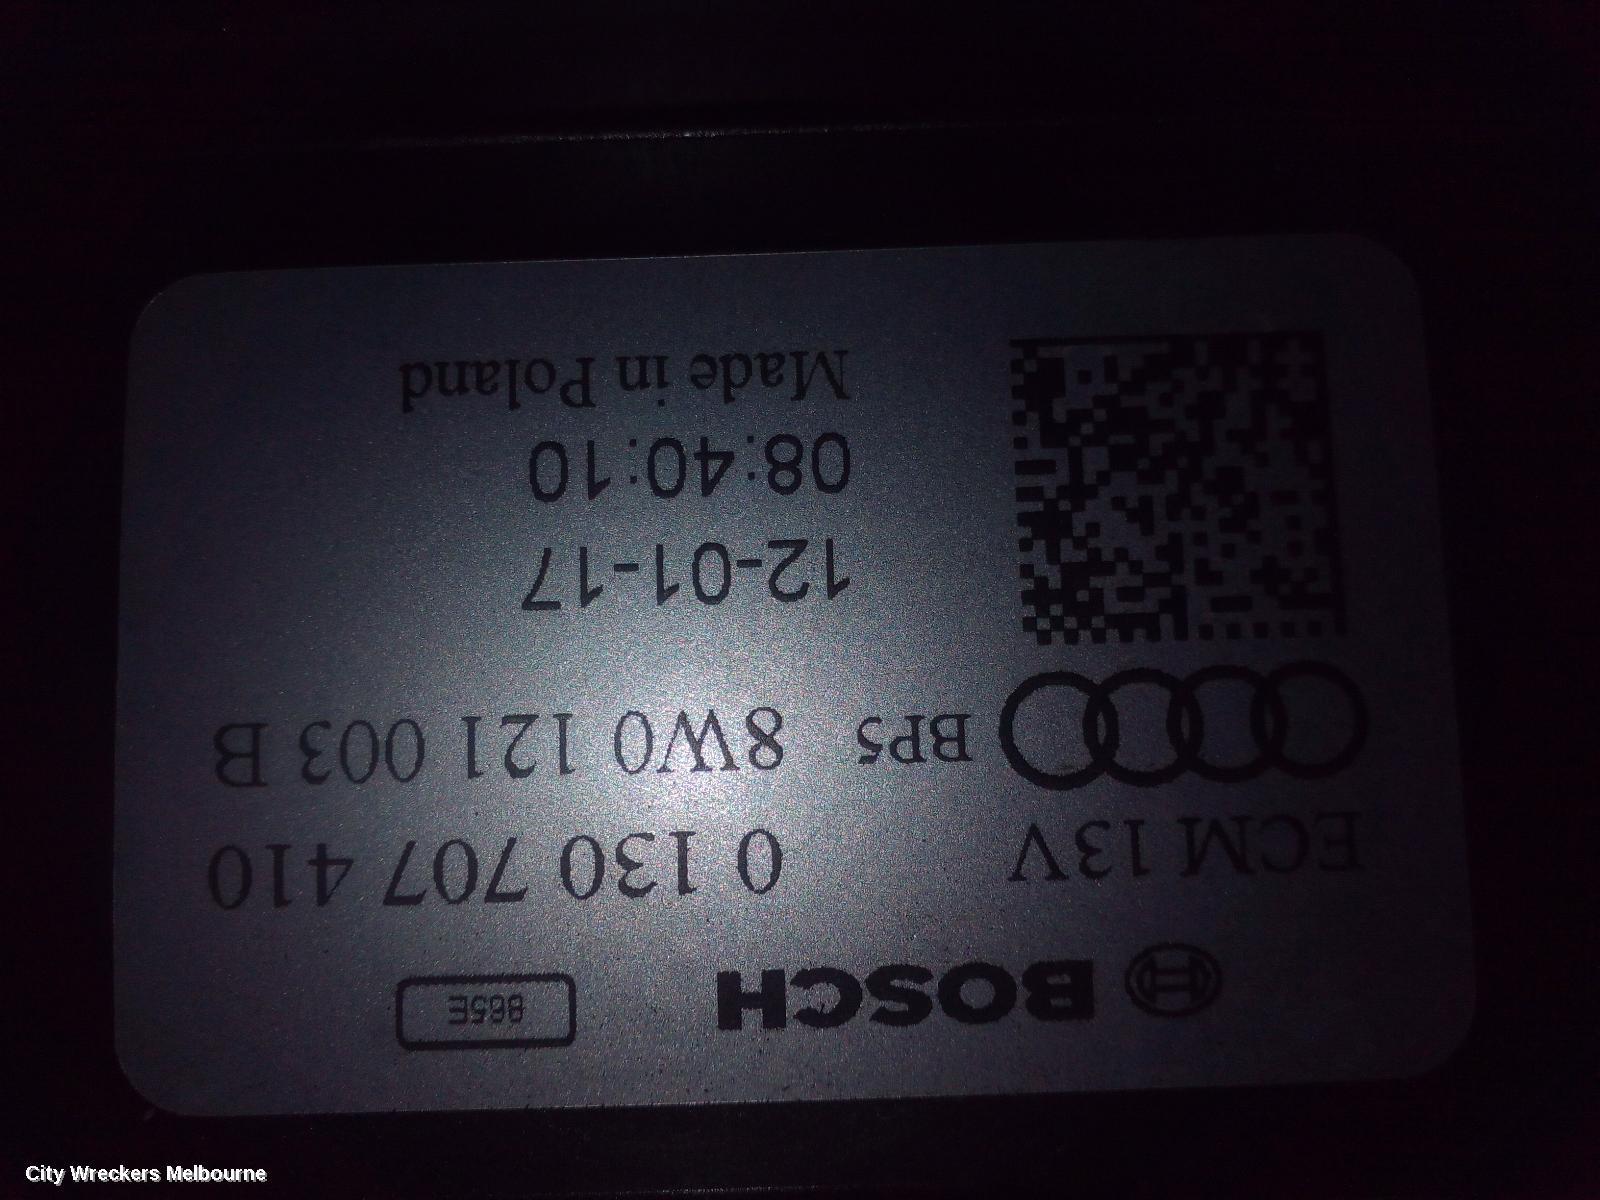 BOSCH 865E
ECM 13V 0 130 707 410
BP5 8W0 121 003 B
12-01-17
08:40:10
Made in Poland
City Wreckers Melbourne